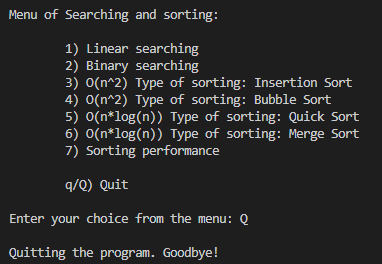 Menu of Searching and sorting:
1) Linear searching
2) Binary searching
3) O(n^2) Type of sorting: Insertion Sort
4) O(n^2) Type of sorting: Bubble Sort
5) O(n*log(n)) Type of sorting: Quick Sort
6) O(n*log(n)) Type of sorting: Merge Sort
7) Sorting performance
q/Q) Quit
Enter your choice from the menu: Q
Quitting the program. Goodbye!